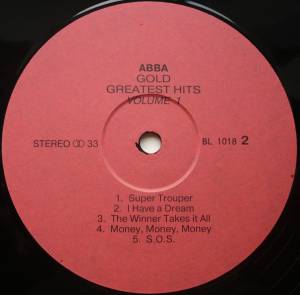 ABBA
GOLD
GREATEST HITS
VOLUME 1
STEREO 33
BL 1018 2
1. Super Trouper
2. I Have a Dream
3. The Winner Takes it All
4. Money, Money, Money
5. S.O.S.